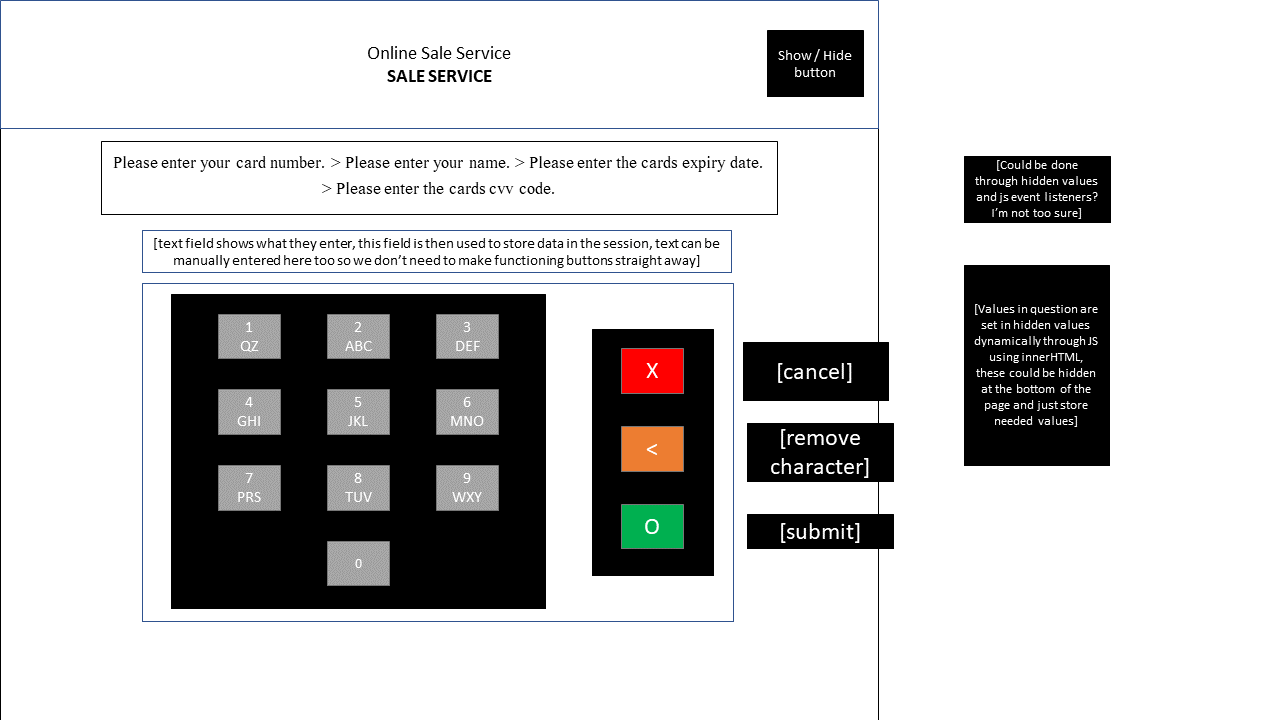 Online Sale Service
SALE SERVICE
Show / Hide
button
Please enter your card number. > Please enter your name. > Please enter the cards expiry date.
> Please enter the cards cvv code.
[text field shows what they enter, this field is then used to store data in the session, text can be
manually entered here too so we don't need to make functioning buttons straight away]
1
QZ
2
ABC
3
DEF
4
GHI
5
JKL
6
MNO
7
PRS
8
TUV
9
WXY
0
X
<
O
[cancel]
[remove
character]
[submit]
[Could be done
through hidden values
and js event listeners?
I'm not too sure]
[Values in question are
set in hidden values
dynamically through JS
using innerHTML,
these could be hidden
at the bottom of the
page and just store
needed values]